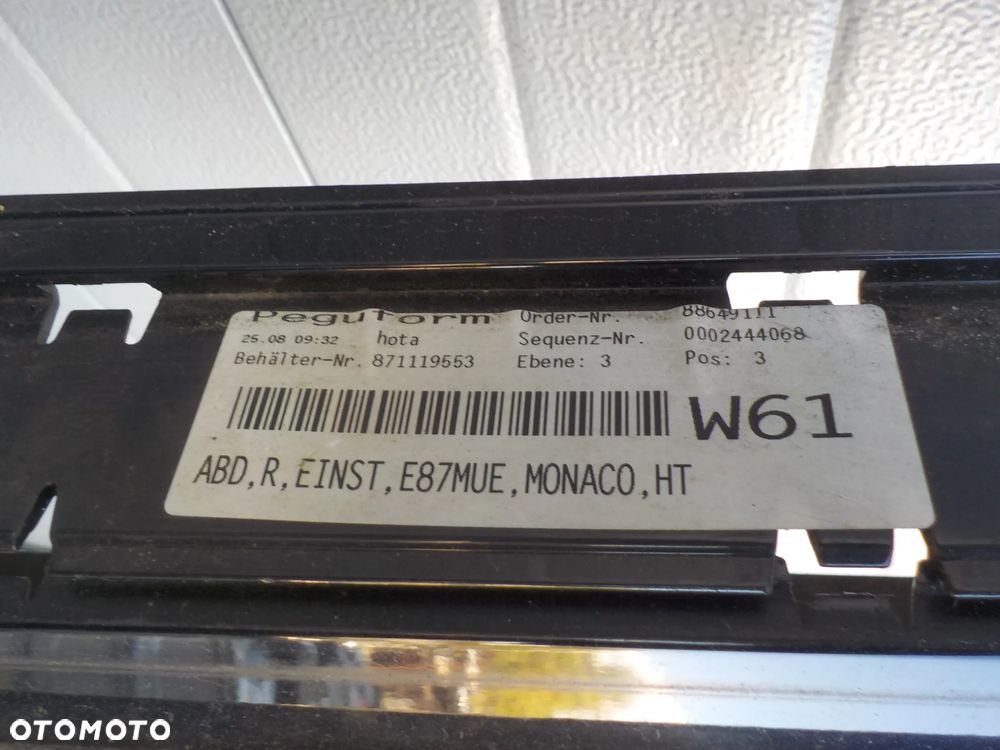 Peguform Order-Nr. 88649111
25.08 09:32 hota Sequenz-Nr. 0002444068
Behälter-Nr. 871119553 Ebene: 3 Pos: 3
W61
ABD,R,EINST,E87MUE,MONACO,HT
OTOMOTO